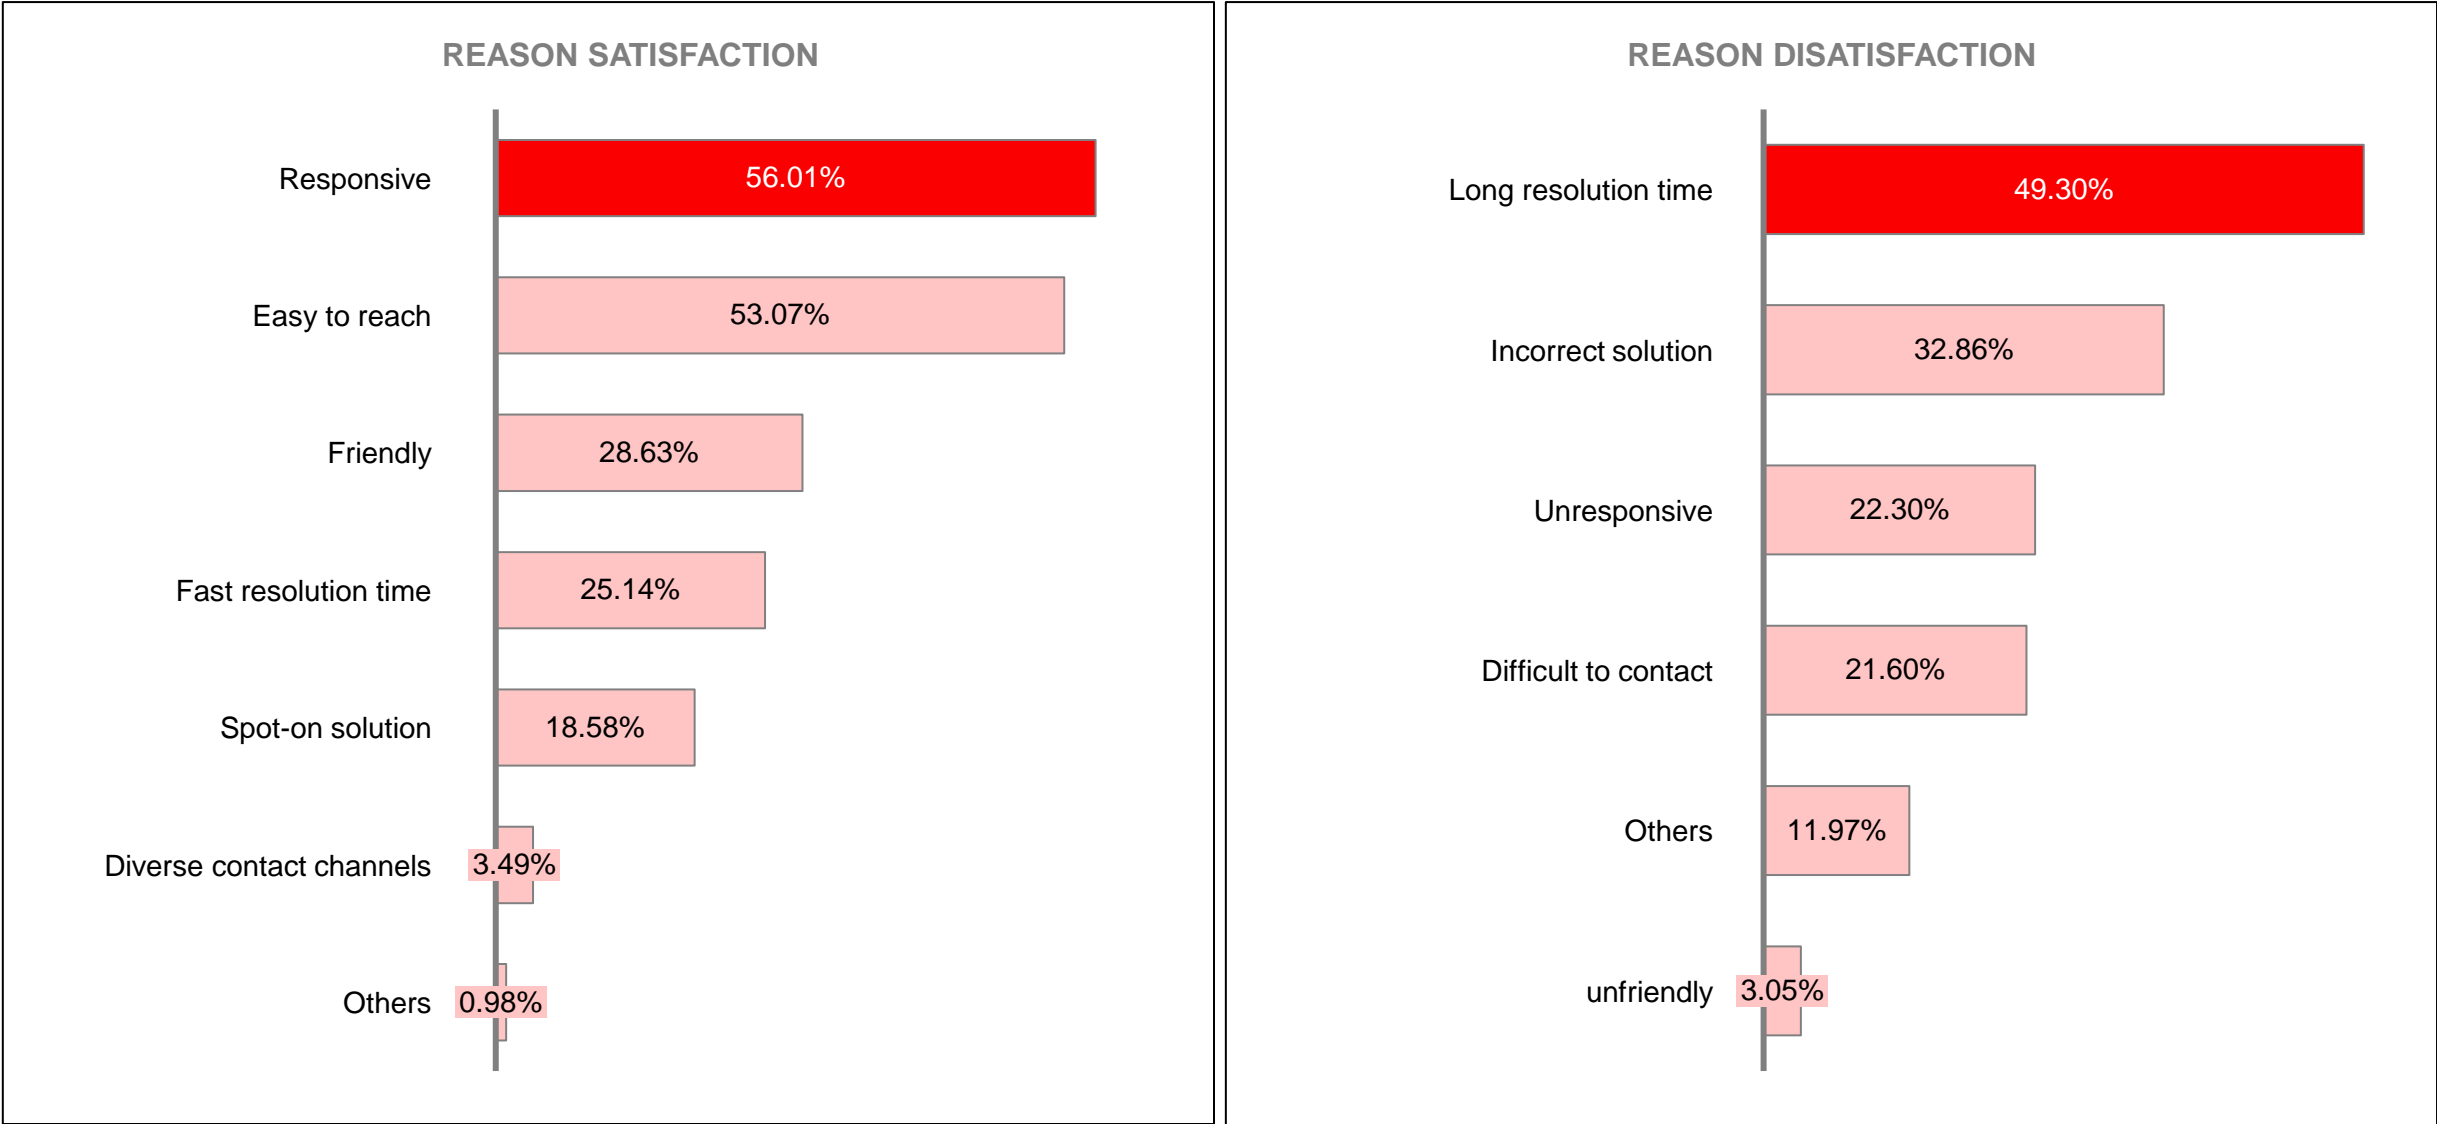 REASON SATISFACTION
Responsive 56.01%
Easy to reach 53.07%
Friendly 28.63%
Fast resolution time 25.14%
Spot-on solution 18.58%
Diverse contact channels 3.49%
Others 0.98%
REASON DISATISFACTION
Long resolution time 49.30%
Incorrect solution 32.86%
Unresponsive 22.30%
Difficult to contact 21.60%
Others 11.97%
unfriendly 3.05%